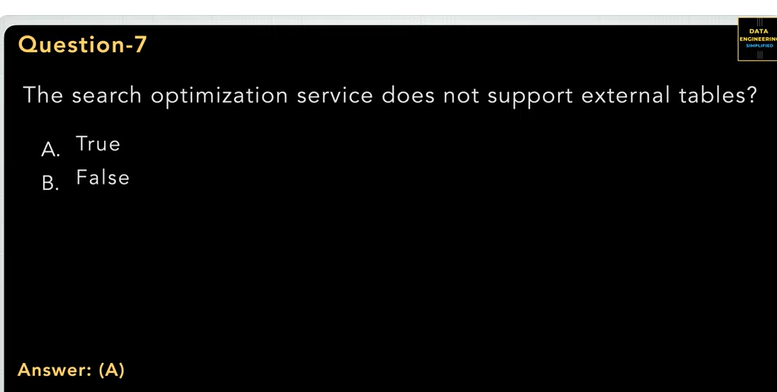 Question-7
DATA
ENGINEERING
SIMPLIFIED
The search optimization service does not support external tables?
A. True
B. False
Answer: (A)